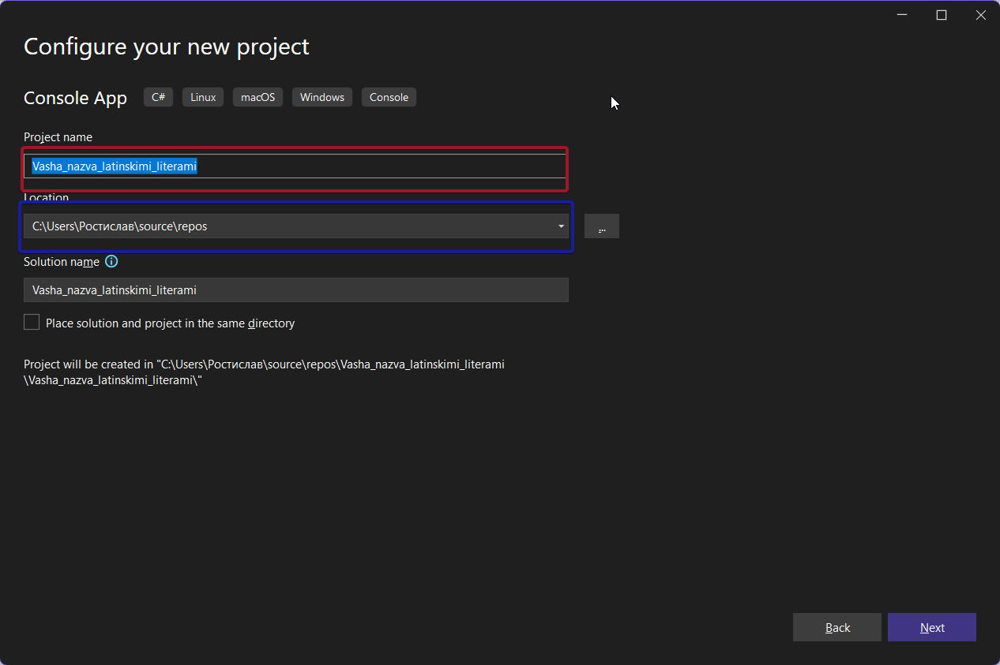 Configure your new project
Console App C# Linux macOS Windows Console
Project name
Vasha_nazva_latinskimi_literami
Location
C:\Users\Ростислав\source\repos
...
Solution name
Vasha_nazva_latinskimi_literami
Place solution and project in the same directory
Project will be created in "C:\Users\Ростислав\source\repos\Vasha_nazva_latinskimi_literami
\Vasha_nazva_latinskimi_literami\"
Back Next